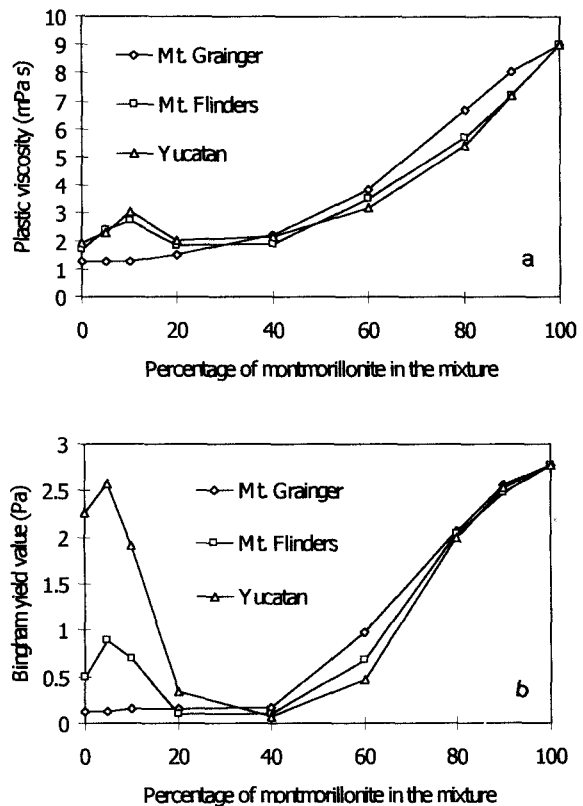 10
9
8
7
6
5
4
3
2
1
0
Plastic viscosity (mPa s)
Mt. Grainger
Mt. Flinders
Yucatan
a
0 20 40 60 80 100
Percentage of montmorillonite in the mixture
3
2.5
2
1.5
1
0.5
0
Bingham yield value (Pa)
Mt. Grainger
Mt. Flinders
Yucatan
b
0 20 40 60 80 100
Percentage of montmorillonite in the mixture